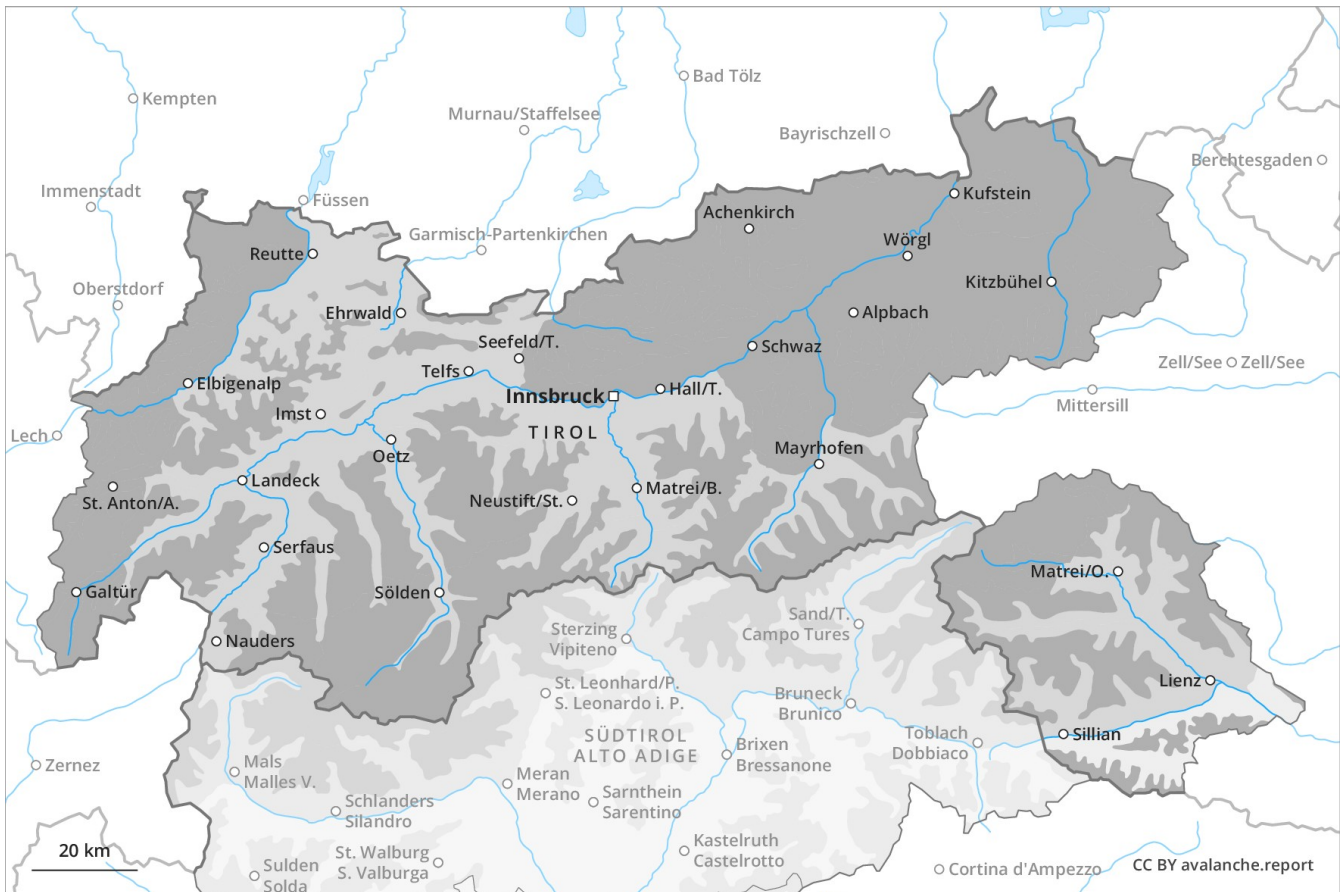 Kempten
Bad Tölz
Murnau/Staffelsee
Bayrischzell
Berchtesgaden
Immenstadt
Füssen
Kufstein
Achenkirch
Garmisch-Partenkirchen
Wörgl
Reutte
Kitzbühel
Oberstdorf
Ehrwald
Alpbach
Seefeld/T.
Schwaz
Zell/See
Zell/See
Telfs
Elbigenalp
Hall/T.
Innsbruck
Mittersill
Imst
TIROL
Lech
Oetz
Mayrhofen
Landeck
Matrei/B.
St. Anton/A.
Neustift/St.
Serfaus
Matrei/O.
Galtür
Sölden
Sand/T.
Campo Tures
Sterzing
Vipiteno
Nauders
Lienz
St. Leonhard/P.
S. Leonardo i. P.
Bruneck
Brunico
Sillian
Toblach
Dobbiaco
SÜDTIROL
ALTO ADIGE
Brixen
Bressanone
Zernez
Mals
Malles V.
Meran
Merano
Schlanders
Silandro
Sarnthein
Sarentino
Kastelruth
Castelrotto
20 km
St. Walburg
S. Valburga
Sulden
Solda
Cortina d'Ampezzo
CC BY avalanche.report